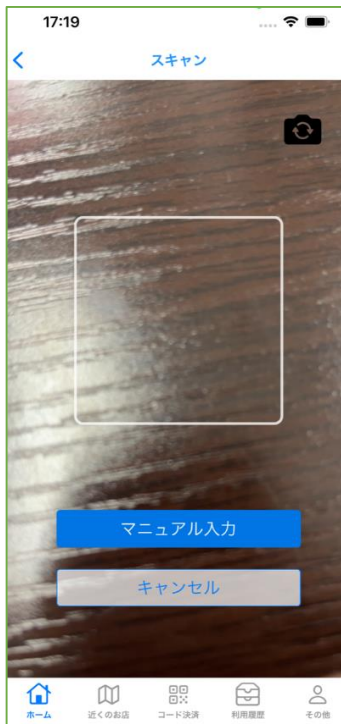 17:19
スキャン
マニュアル入力
キャンセル
ホーム
近くのお店
コード決済
利用履歴
その他